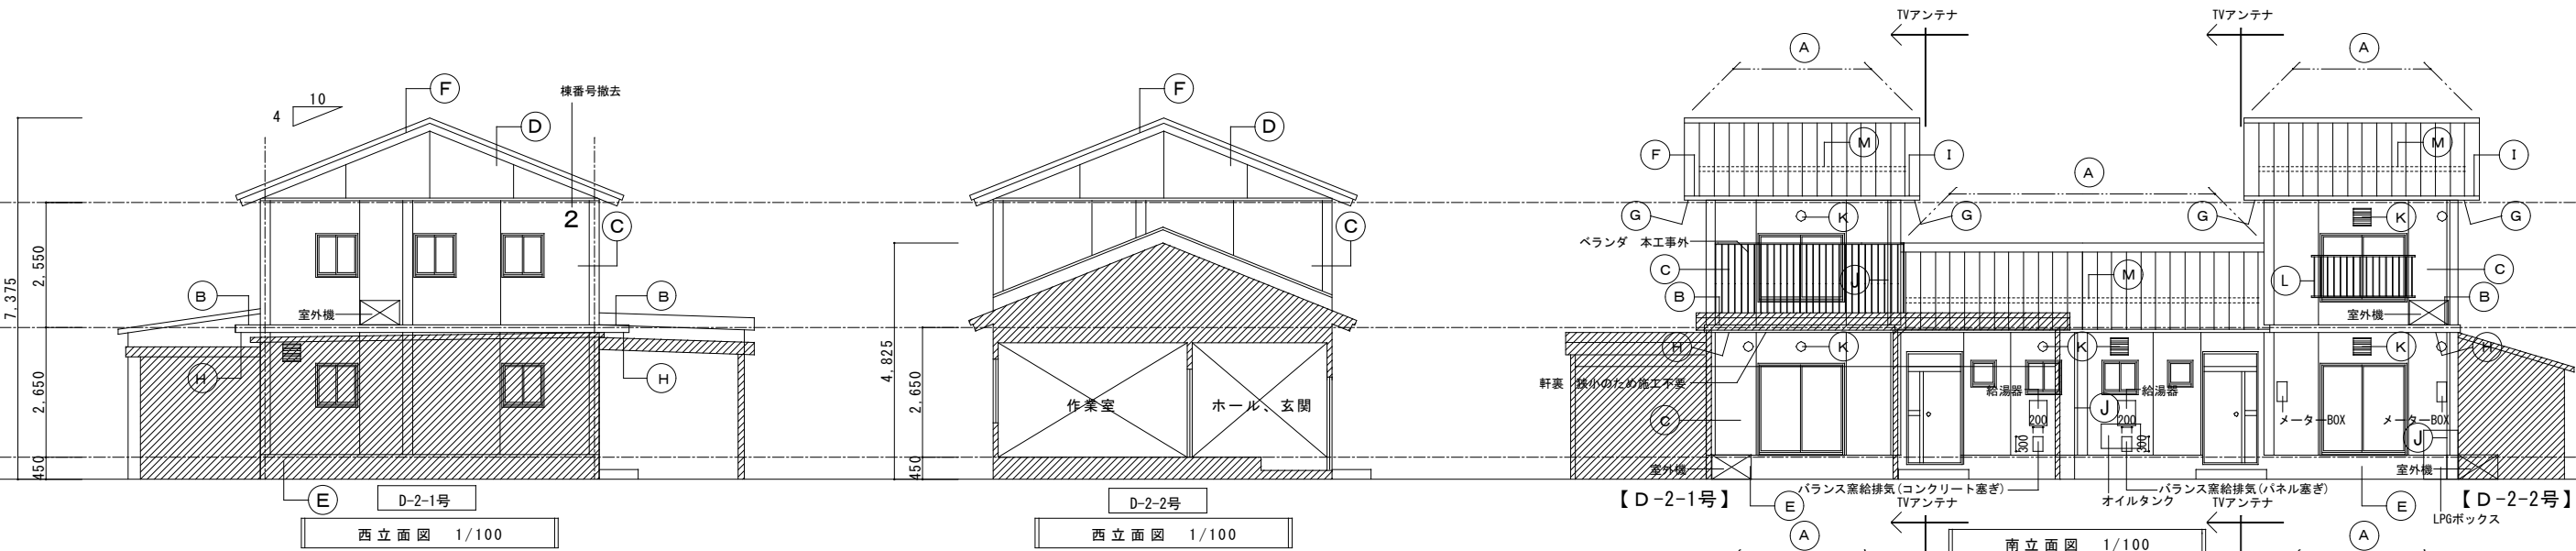 7,375
2,550
2,650
450
4
10
F
D
棟番号撤去
2
C
B
B
室外機
H
H
E
D-2-1号
西立面図 1/100
4,825
2,650
450
F
D
C
作業室
ホール、玄関
D-2-2号
西立面図 1/100
TVアンテナ
TVアンテナ
A
A
F
M
I
A
M
I
G
K
G
G
K
G
ベランダ 本工事外
C
J
M
L
C
B
B
室外機
H
K
K
K
H
軒裏 狭小のため施工不要
給湯器
給湯器
C
200
J
200
メーターBOX
メーターBOX
300
300
J
室外機
室外機
【D-2-1号】
バランス窯給排気(コンクリート塞ぎ)
バランス窯給排気(パネル塞ぎ)
【D-2-2号】
E
TVアンテナ
オイルタンク
TVアンテナ
E
LPGボックス
A
南立面図 1/100
A